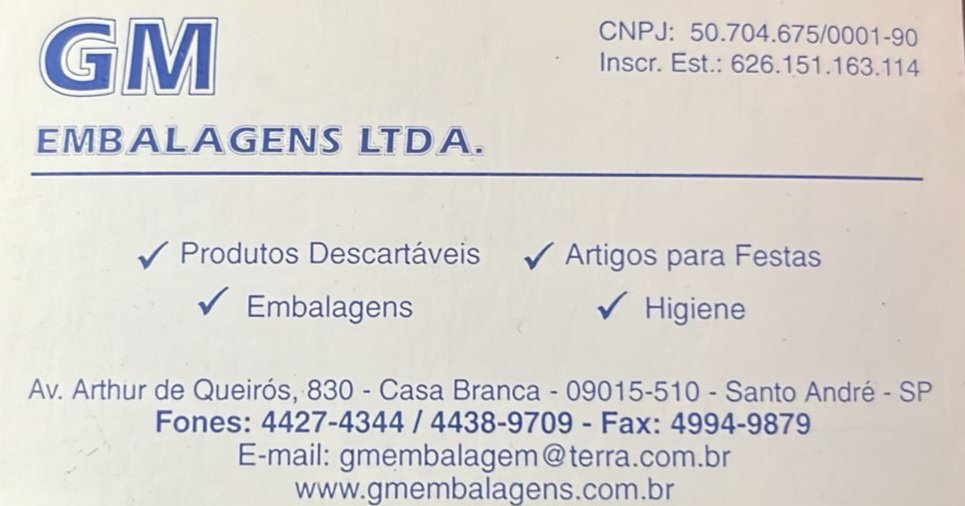 GM
EMBALAGENS LTDA.
CNPJ: 50.704.675/0001-90
Inscr. Est.: 626.151.163.114
✓ Produtos Descartáveis ✓ Artigos para Festas
✓ Embalagens ✓ Higiene
Av. Arthur de Queirós, 830 - Casa Branca - 09015-510 - Santo André - SP
Fones: 4427-4344 / 4438-9709 - Fax: 4994-9879
E-mail: gmembalagem@terra.com.br
www.gmembalagens.com.br